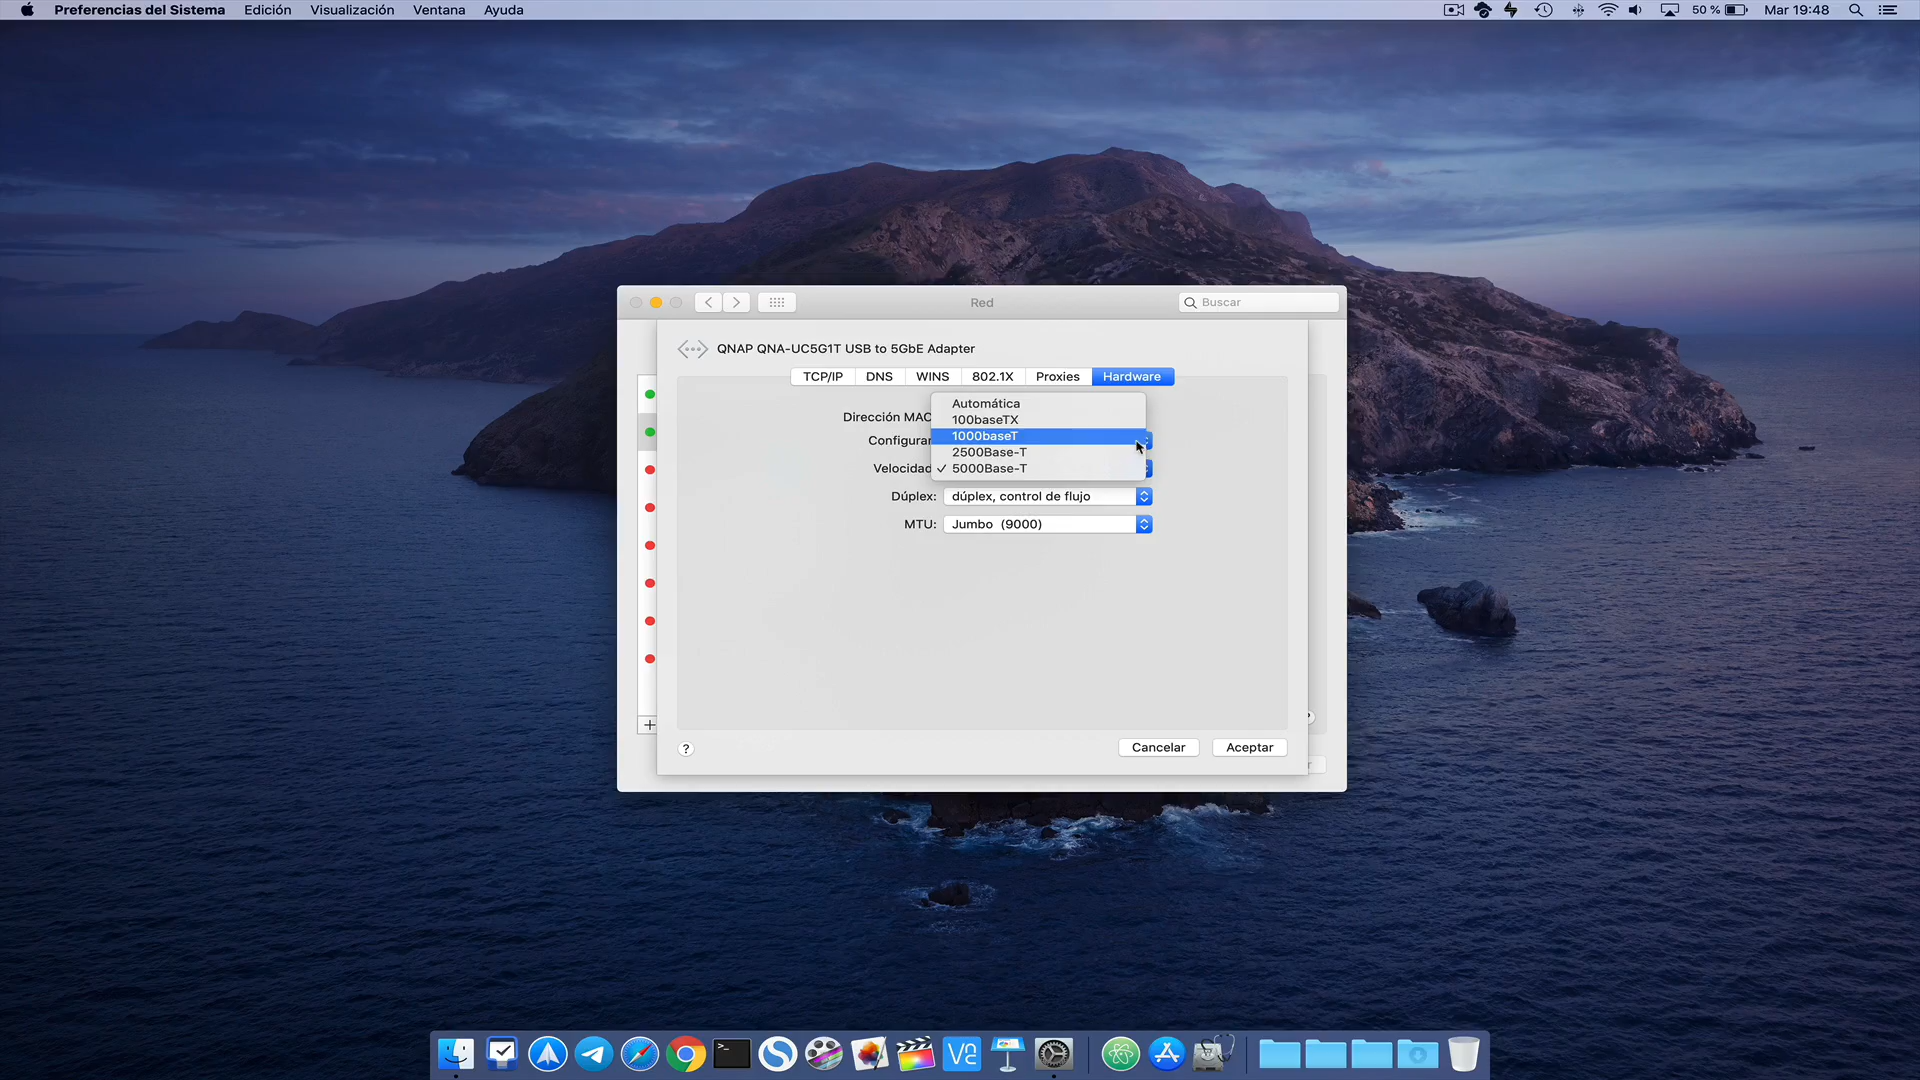 Preferencias del Sistema Edición Visualización Ventana Ayuda 50 % Mar 19:48
Red
Buscar
QNAP QNA-UC5G1T USB to 5GbE Adapter
TCP/IP DNS WINS 802.1X Proxies Hardware
Automática
Dirección MAC
100baseTX
Configurar
1000baseT
2500Base-T
Velocidad ✓ 5000Base-T
Dúplex: dúplex, control de flujo
MTU: Jumbo (9000)
+
? Cancelar Aceptar